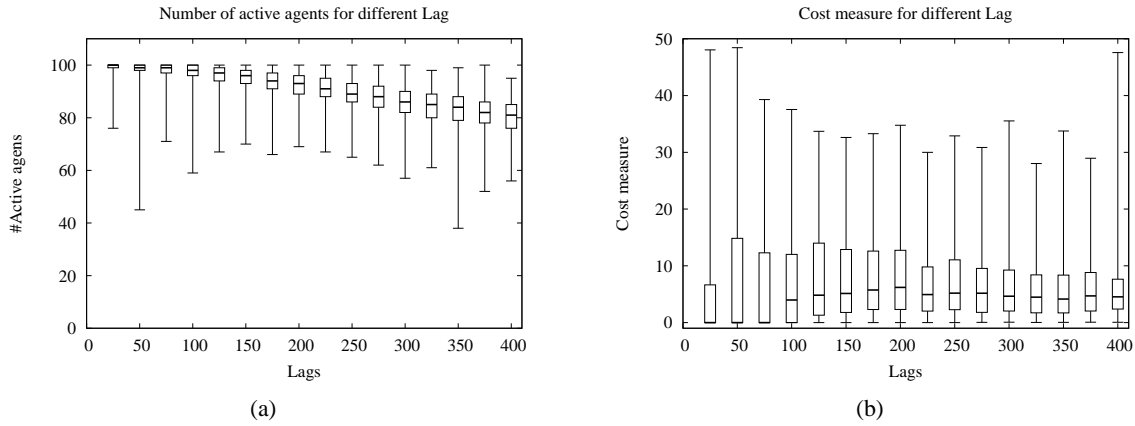 Number of active agents for different Lag
100
80
60
40
20
0
#Active agens
0 50 100 150 200 250 300 350 400
Lags
(a)
Cost measure for different Lag
50
40
30
20
10
0
Cost measure
0 50 100 150 200 250 300 350 400
Lags
(b)